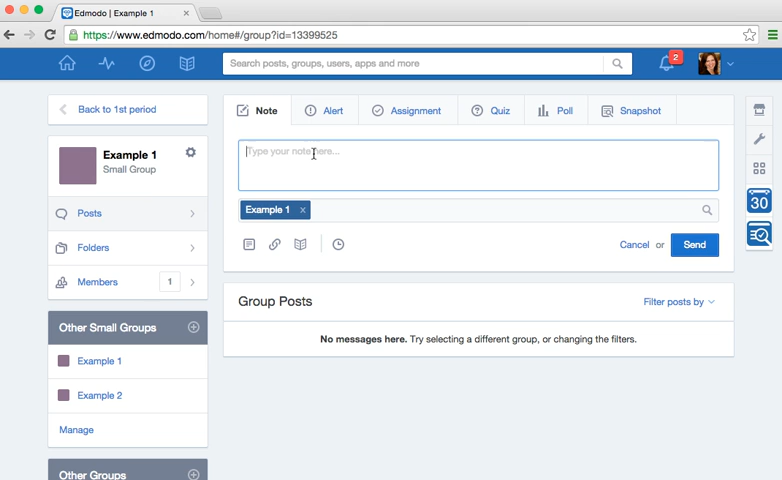 Edmodo | Example 1
https://www.edmodo.com/home#/group?id=13399525
Search posts, groups, users, apps and more
2
Back to 1st period
Note
Alert
Assignment
Quiz
Poll
Snapshot
Example 1
Small Group
Type your note here...
Example 1 x
Posts
Folders
Members 1
Cancel or Send
30
Group Posts
Filter posts by
No messages here. Try selecting a different group, or changing the filters.
Other Small Groups
Example 1
Example 2
Manage
Other Groups